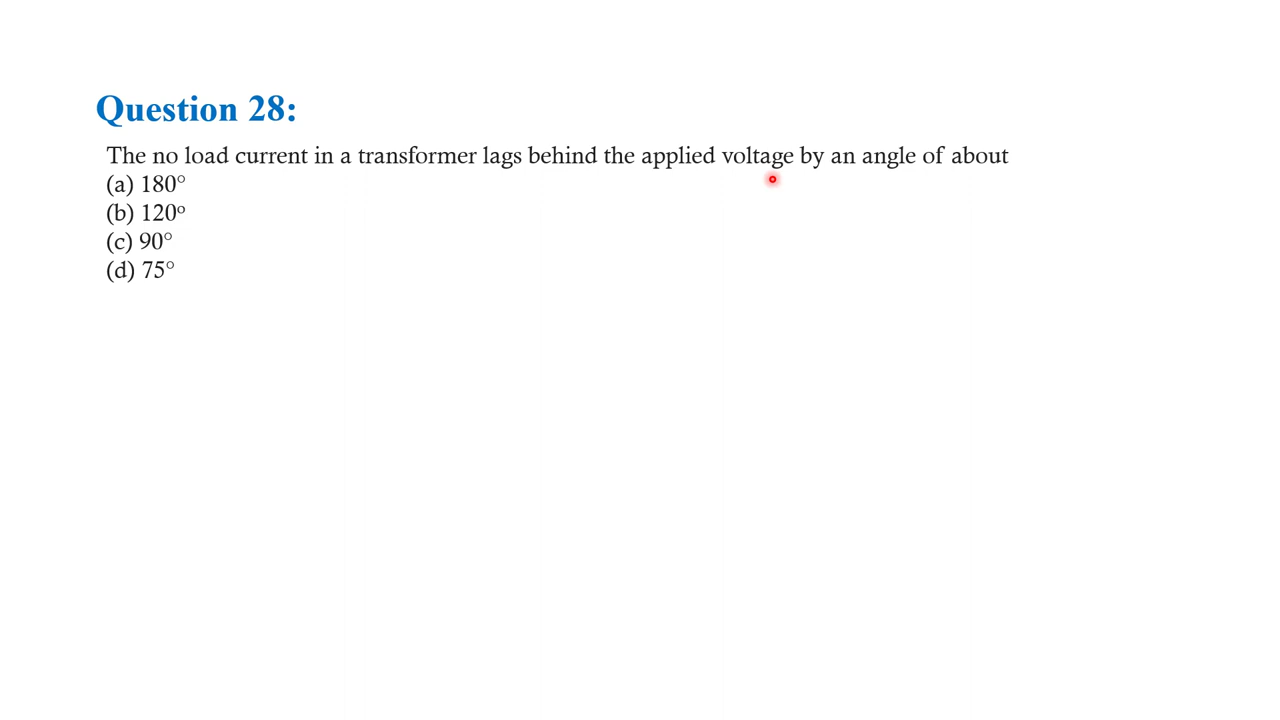 Question 28:
The no load current in a transformer lags behind the applied voltage by an angle of about
(a) 180°
(b) 120º
(c) 90°
(d) 75°